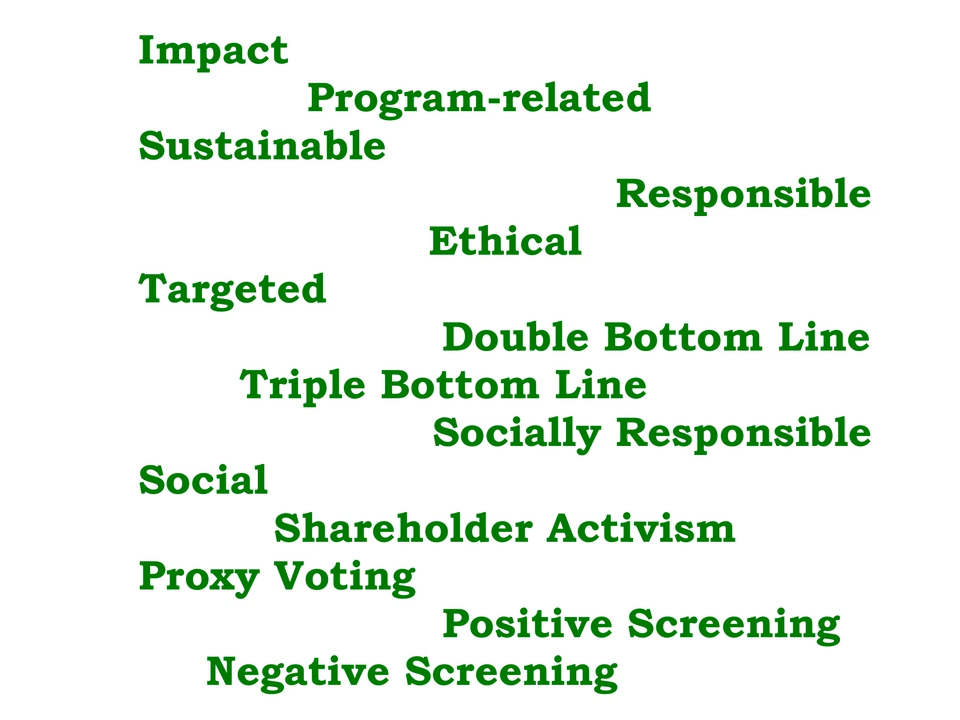 Impact
Program-related
Sustainable
Responsible
Ethical
Targeted
Double Bottom Line
Triple Bottom Line
Socially Responsible
Social
Shareholder Activism
Proxy Voting
Positive Screening
Negative Screening